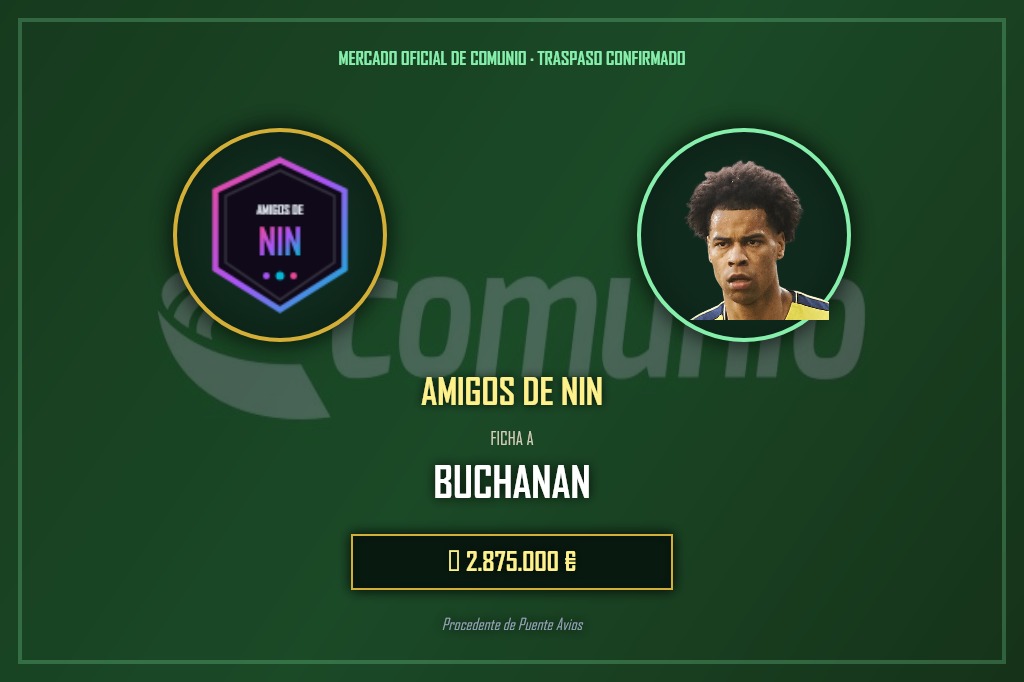 MERCADO OFICIAL DE COMUNIO · TRASPASO CONFIRMADO
AMIGOS DE
NIN
comunio
AMIGOS DE NIN
FICHA A
BUCHANAN
2.875.000 €
Procedente de Puente Avios